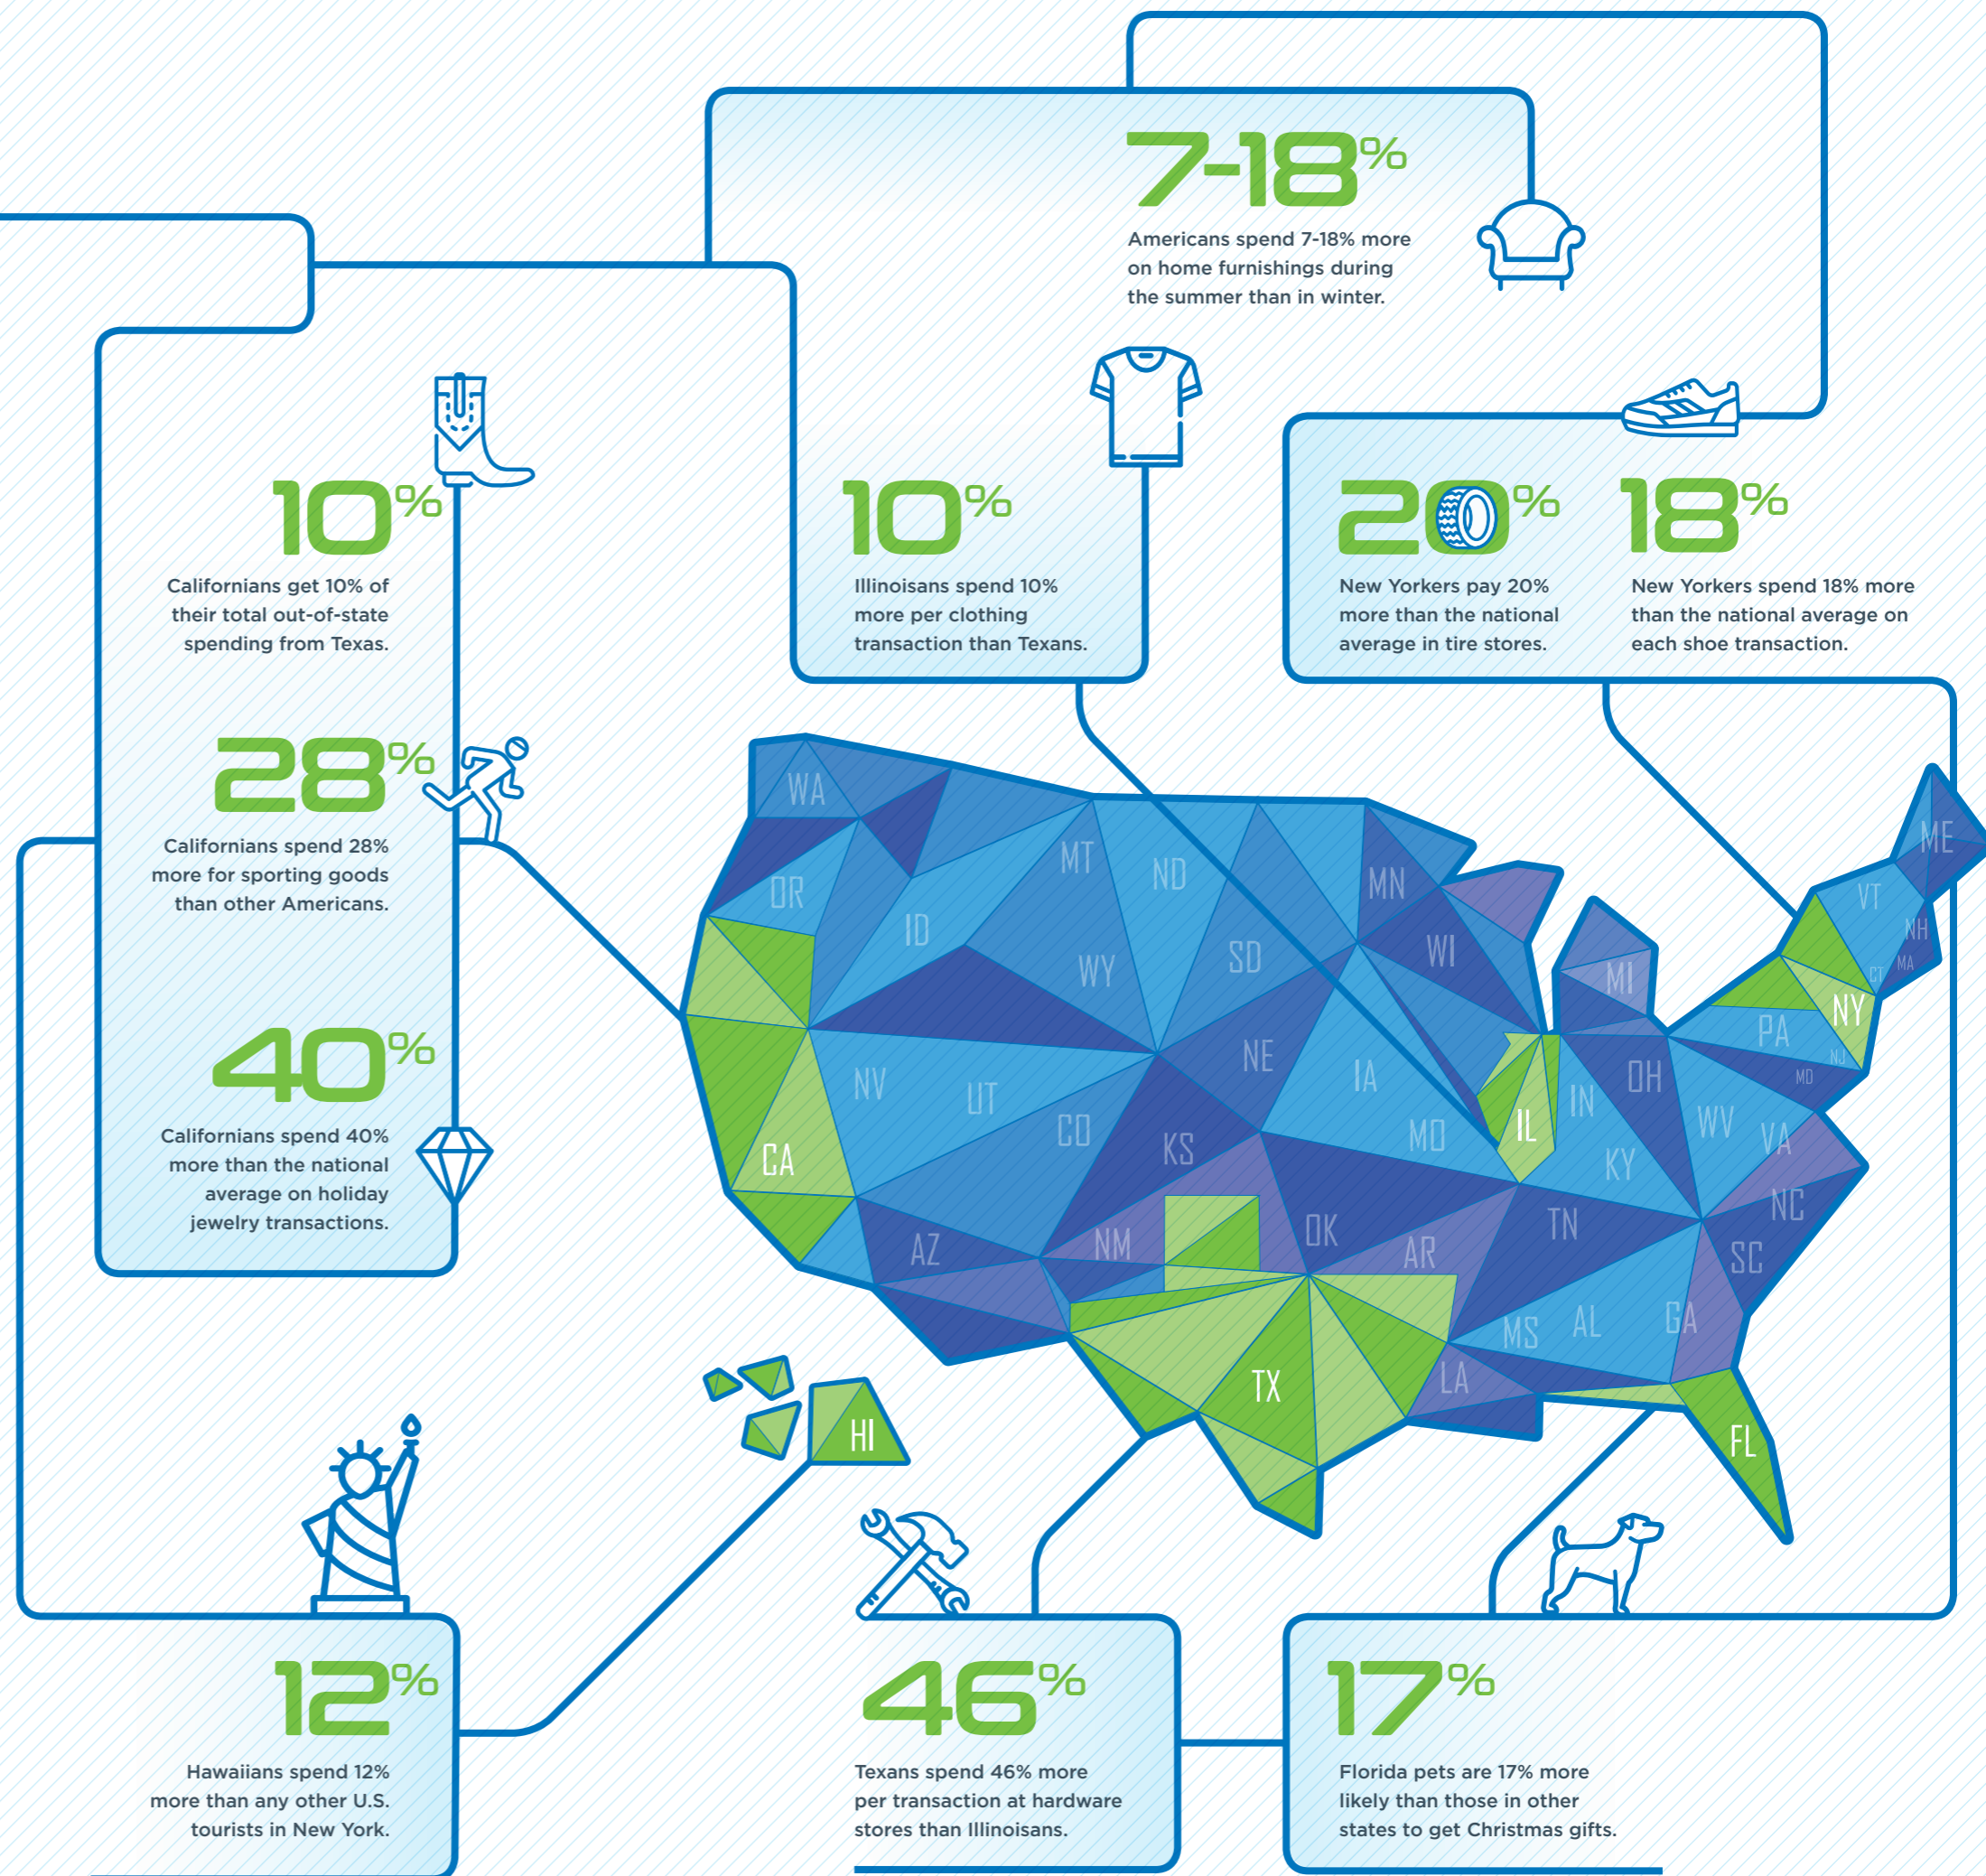 7-18%
Americans spend 7-18% more
on home furnishings during
the summer than in winter.
10%
Californians get 10% of
their total out-of-state
spending from Texas.
10%
Illinoisans spend 10%
more per clothing
transaction than Texans.
20%
New Yorkers pay 20%
more than the national
average in tire stores.
18%
New Yorkers spend 18% more
than the national average on
each shoe transaction.
28%
Californians spend 28%
more for sporting goods
than other Americans.
40%
Californians spend 40%
more than the national
average on holiday
jewelry transactions.
WA
OR
ID
MT
ND
MN
WY
SD
WI
MI
ME
VT
NH
MA
CT
NY
PA
NJ
MD
NV
UT
CO
NE
IA
KS
MO
IL
IN
OH
KY
WV
VA
CA
AZ
NM
OK
AR
TN
NC
SC
MS
AL
GA
TX
LA
FL
HI
12%
Hawaiians spend 12%
more than any other U.S.
tourists in New York.
46%
Texans spend 46% more
per transaction at hardware
stores than Illinoisans.
17%
Florida pets are 17% more
likely than those in other
states to get Christmas gifts.